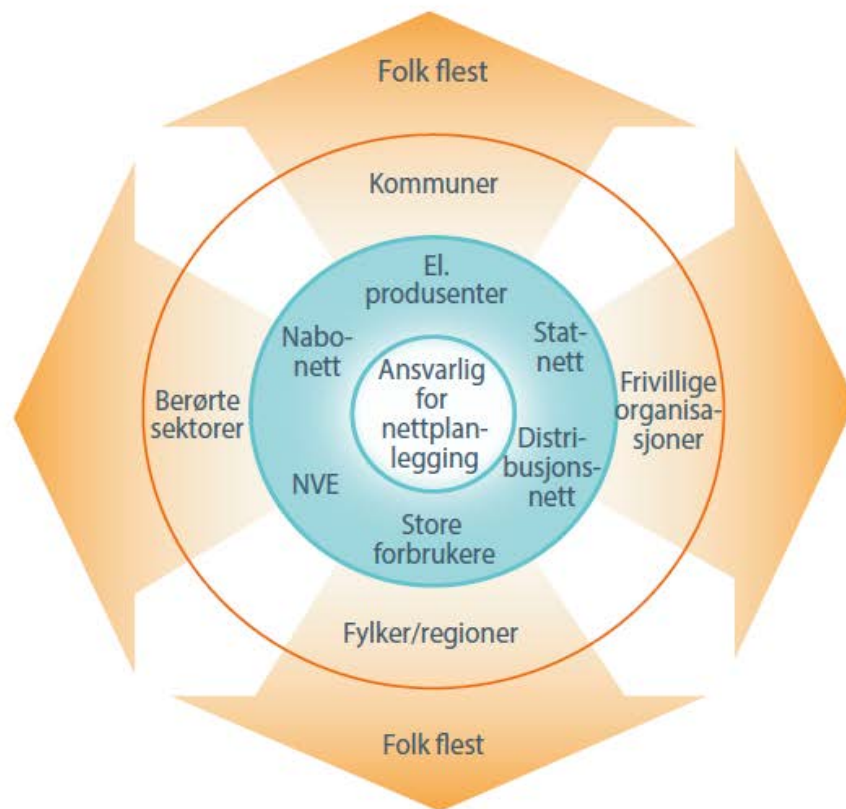 Folk flest
Kommuner
El.
produsenter
Nabo-
nett
Stat-
nett
Ansvarlig
for
nettplan-
legging
Berørte
sektorer
Frivillige
organisa-
sjoner
NVE
Distri-
busjons-
nett
Store
forbrukere
Fylker/regioner
Folk flest